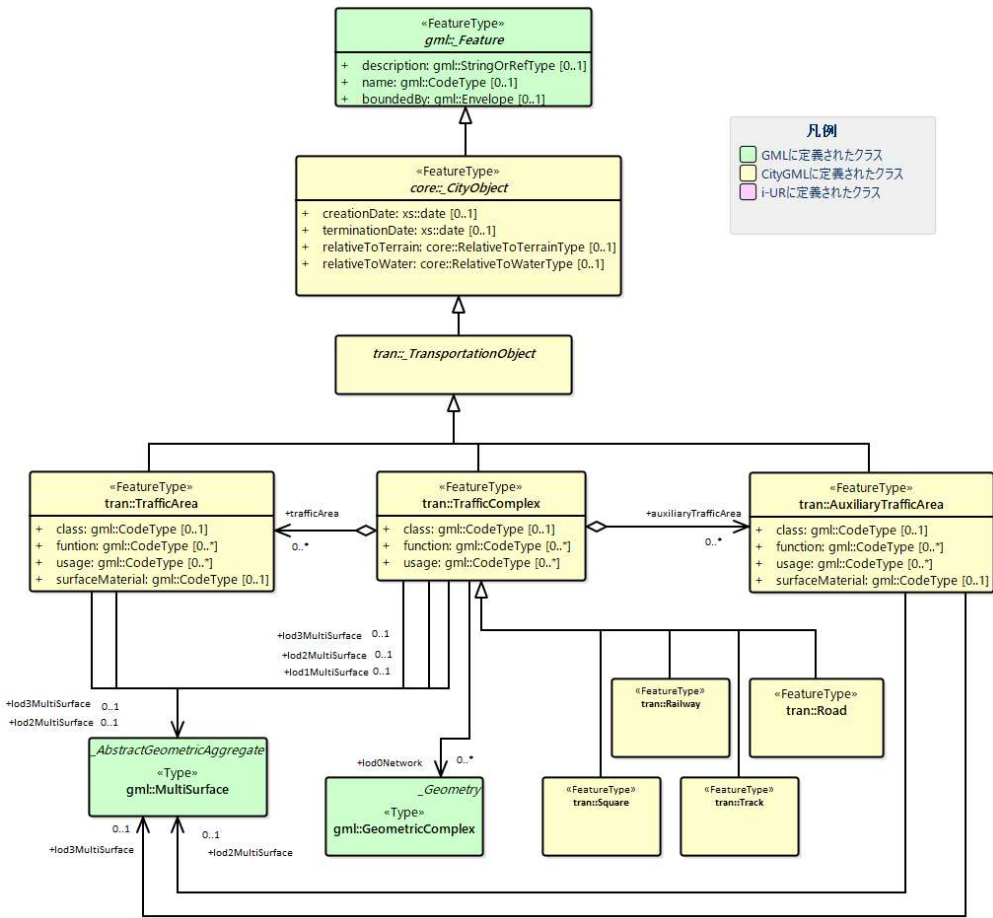 «FeatureType»
gml::_Feature
+ description: gml::StringOrRefType [0..1]
+ name: gml::CodeType [0..1]
+ boundedBy: gml::Envelope [0..1]
凡例
GMLに定義されたクラス
CityGMLに定義されたクラス
i-URに定義されたクラス
«FeatureType»
core::_CityObject
+ creationDate: xs::date [0..1]
+ terminationDate: xs::date [0..1]
+ relativeToTerrain: core::RelativeToTerrainType [0..1]
+ relativeToWater: core::RelativeToWaterType [0..1]
tran::_TransportationObject
«FeatureType»
tran::TrafficArea
+ class: gml::CodeType [0..1]
+ funtion: gml::CodeType [0..*]
+ usage: gml::CodeType [0..*]
+ surfaceMaterial: gml::CodeType [0..1]
+trafficArea
0..*
«FeatureType»
tran::TrafficComplex
+ class: gml::CodeType [0..1]
+ function: gml::CodeType [0..*]
+ usage: gml::CodeType [0..*]
+auxiliaryTrafficArea
0..*
«FeatureType»
tran::AuxiliaryTrafficArea
+ class: gml::CodeType [0..1]
+ function: gml::CodeType [0..*]
+ usage: gml::CodeType [0..*]
+ surfaceMaterial: gml::CodeType [0..1]
+lod3MultiSurface 0..1
+lod2MultiSurface 0..1
+lod1MultiSurface 0..1
+lod3MultiSurface 0..1
+lod2MultiSurface 0..1
«FeatureType»
tran::Railway
«FeatureType»
tran::Road
_AbstractGeometricAggregate
«Type»
gml::MultiSurface
+lod0Network 0..*
_Geometry
«Type»
gml::GeometricComplex
«FeatureType»
tran::Square
«FeatureType»
tran::Track
0..1
+lod3MultiSurface
0..1
+lod2MultiSurface